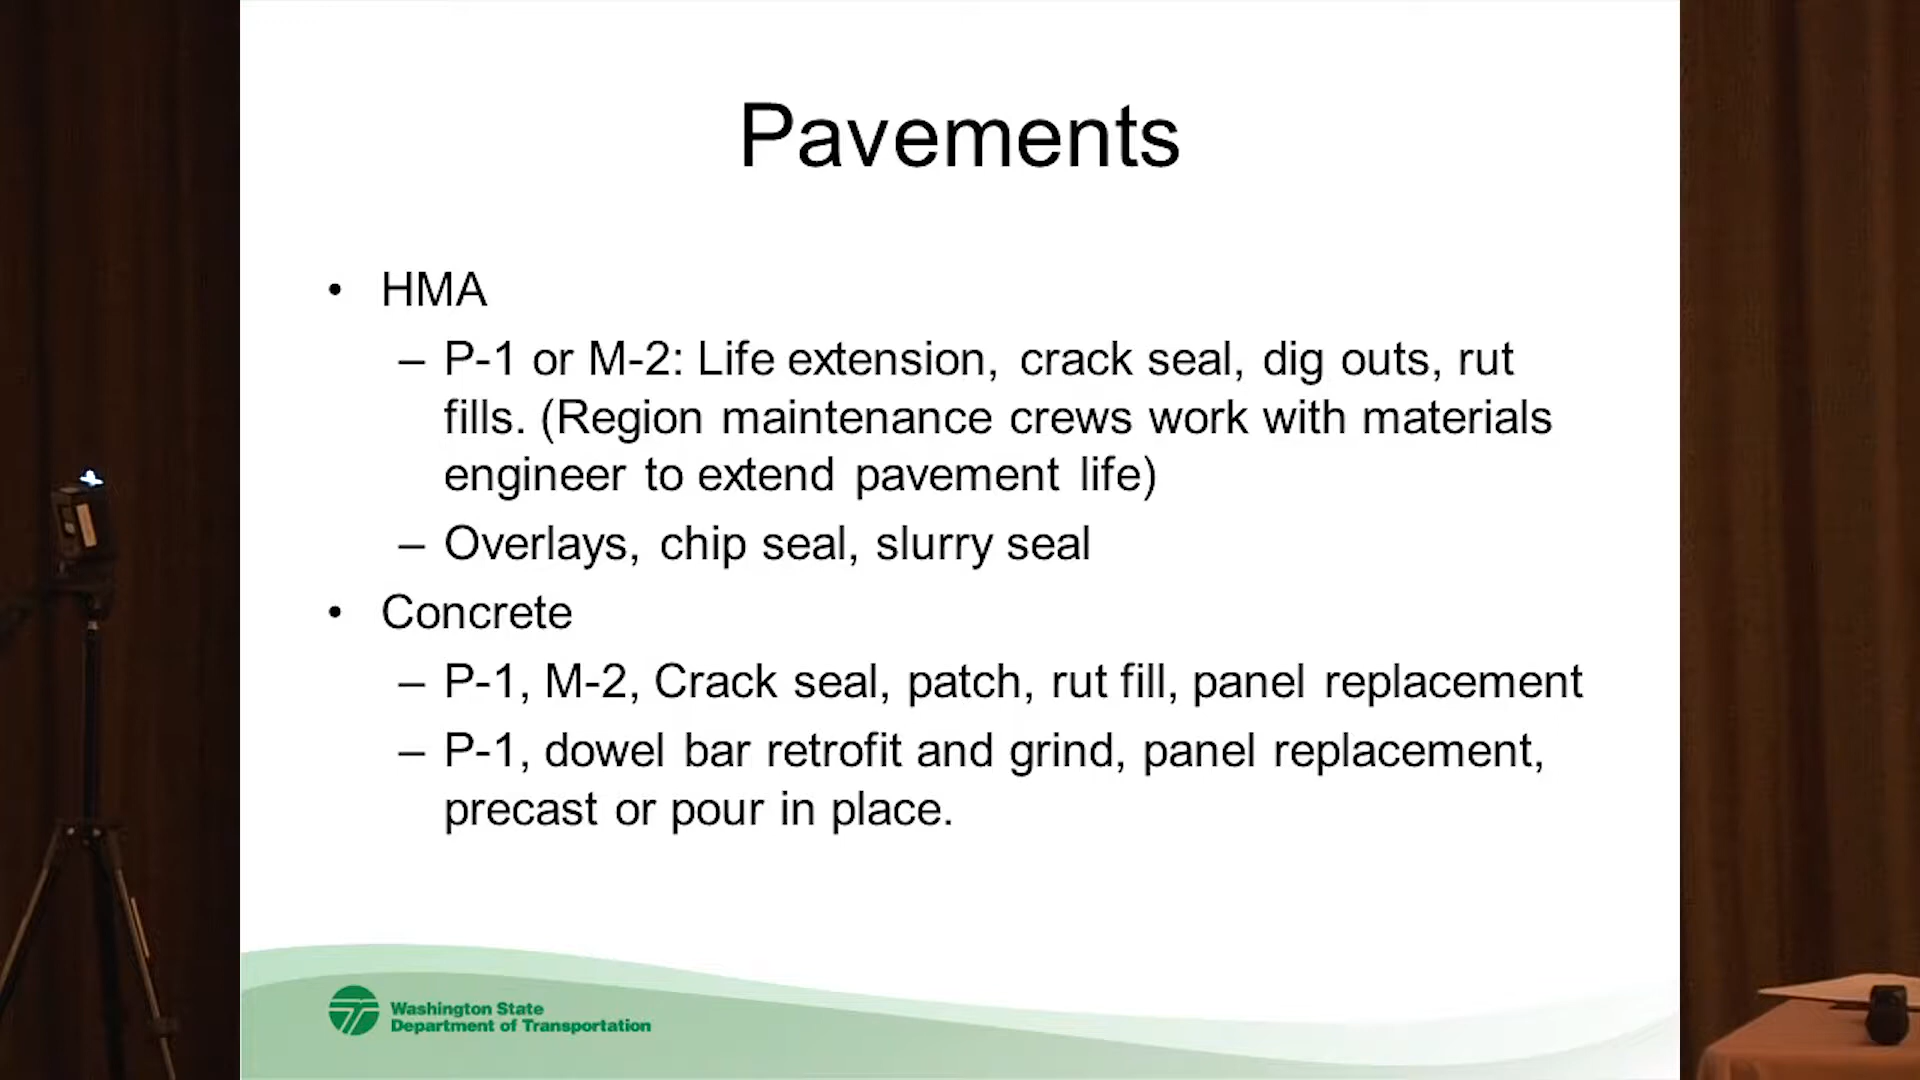 Pavements
• HMA
– P-1 or M-2: Life extension, crack seal, dig outs, rut
fills. (Region maintenance crews work with materials
engineer to extend pavement life)
– Overlays, chip seal, slurry seal
• Concrete
– P-1, M-2, Crack seal, patch, rut fill, panel replacement
– P-1, dowel bar retrofit and grind, panel replacement,
precast or pour in place.
Washington State
Department of Transportation